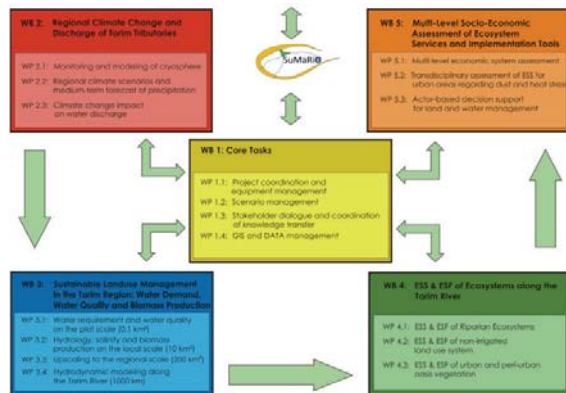 WB 2: Regional Climate Change and
Discharge of Tarim Tributaries
WP 2.1: Monitoring and modeling of cryosphere
WP 2.2: Regional climate scenarios and
medium-term forecast of precipitation
WP 2.3: Climate change impact
on water discharge
SuMaRiO
WB 5: Multi-Level Socio-Economic
Assessment of Ecosystem
Services and Implementation Tools
WP 5.1: Multi-level economic system assessment
WP 5.2: Transdisciplinary assessment of ESS for
urban areas regarding dust and heat stress
WP 5.3: Actor-based decision support
for land and water management
WB 1: Core Tasks
WP 1.1: Project coordination and
equipment management
WP 1.2: Scenario management
WP 1.3: Stakeholder dialogue and coordination
of knowledge transfer
WP 1.4: GIS and DATA management
WB 3: Sustainable Landuse Management
in the Tarim Region: Water Demand,
Water Quality and Biomass Production
WP 3.1: Water requirement and water quality
on the plot scale (0.1 km²)
WP 3.2: Hydrology, salinity and biomass
production on the local scale (10 km²)
WP 3.3: Upscaling to the regional scale (200 km²)
WP 3.4: Hydrodynamic modeling along
the Tarim River (1000 km)
WB 4: ESS & ESF of Ecosystems along the
Tarim River
WP 4.1: ESS & ESF of Riparian Ecosystems
WP 4.2: ESS & ESF of non-irrigated
land use system
WP 4.3: ESS & ESF of urban and peri-urban
oasis vegetation